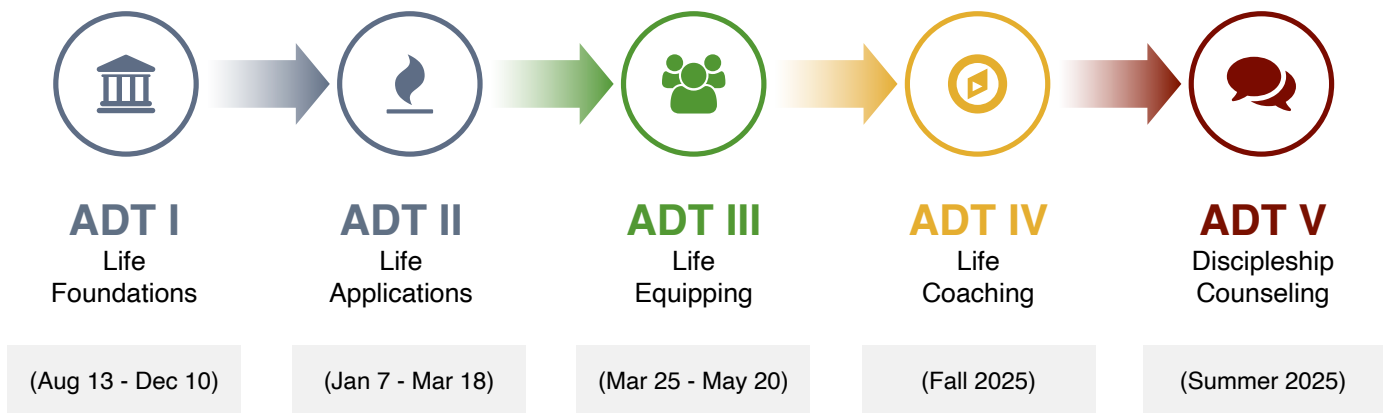 ADT I
Life
Foundations
(Aug 13 - Dec 10)
ADT II
Life
Applications
(Jan 7 - Mar 18)
ADT III
Life
Equipping
(Mar 25 - May 20)
ADT IV
Life
Coaching
(Fall 2025)
ADT V
Discipleship
Counseling
(Summer 2025)